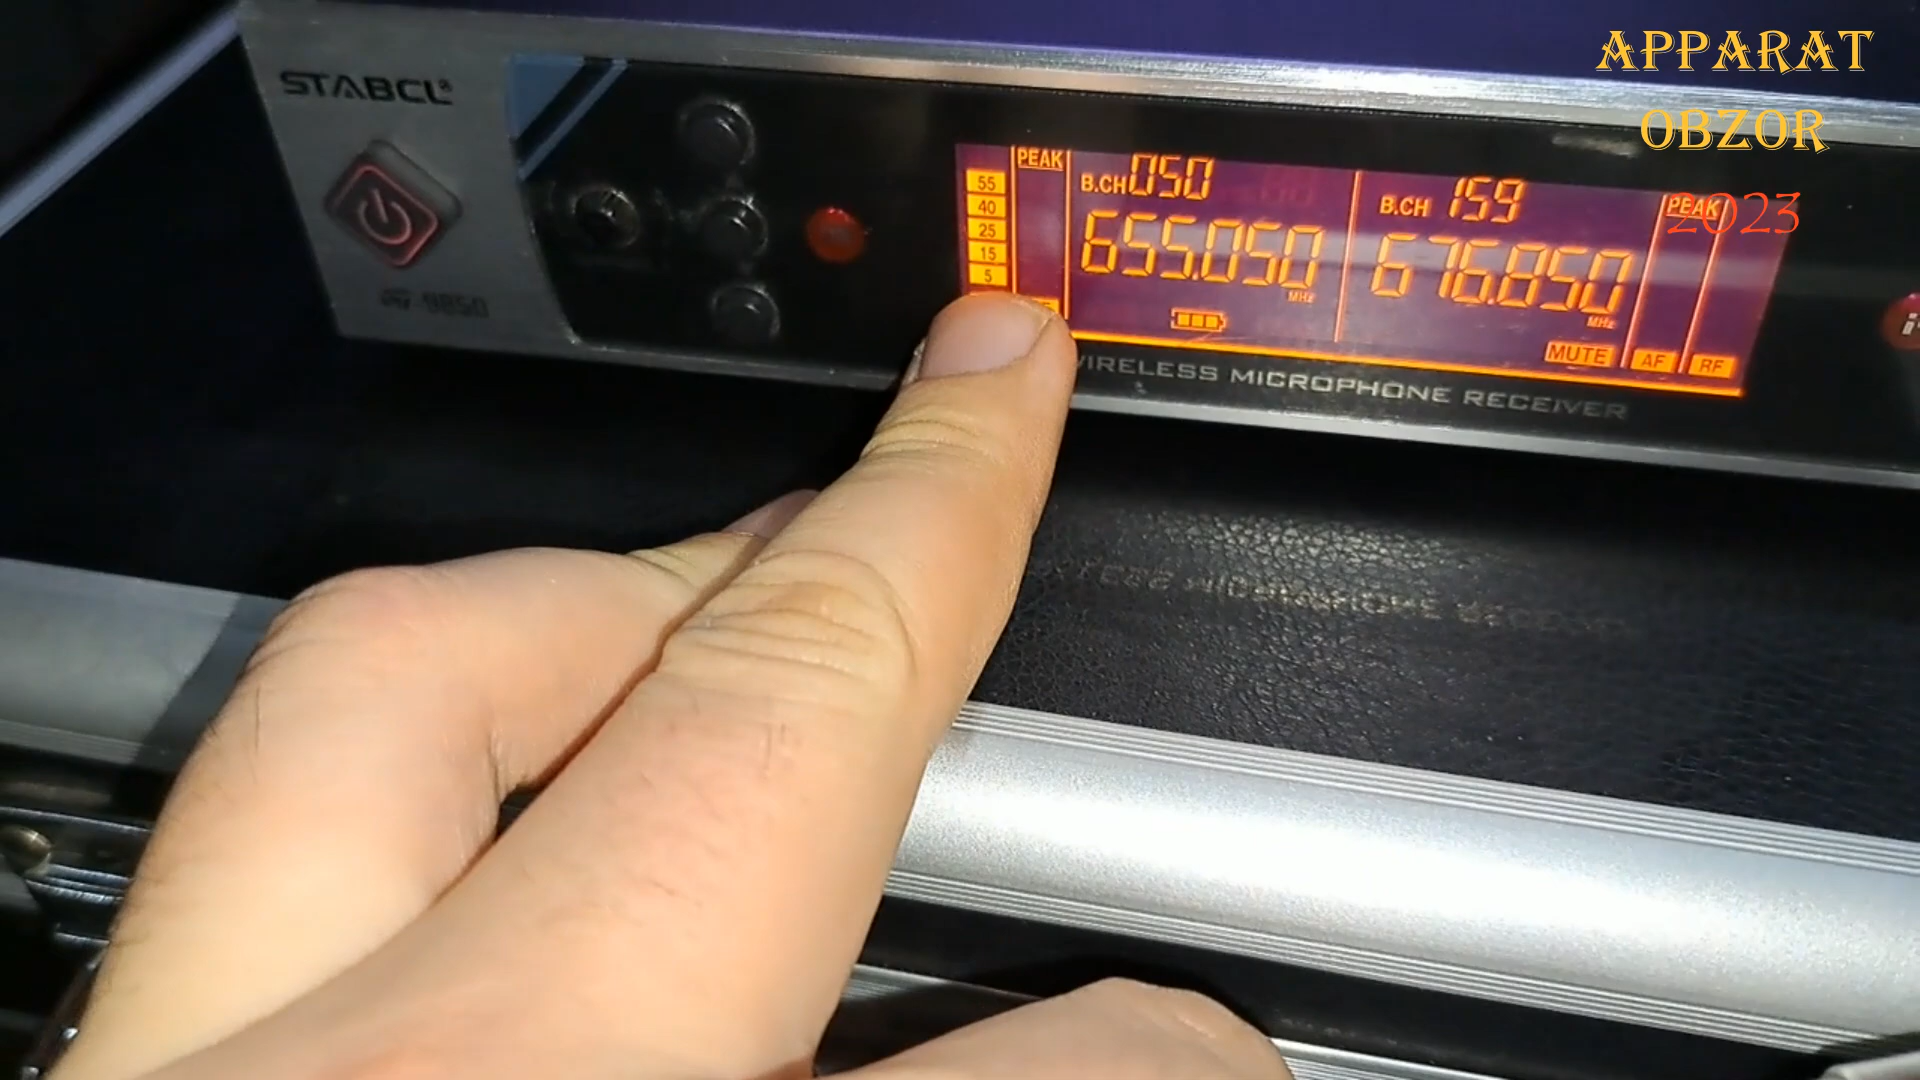 APPARAT
OBZOR
2023
STABCL®
9850
PEAK
55
40
25
15
5
B.CH 050
655.050
MHz
B.CH 159
676.850
MHz
MUTE
PEAK
AF
RF
WIRELESS MICROPHONE RECEIVER